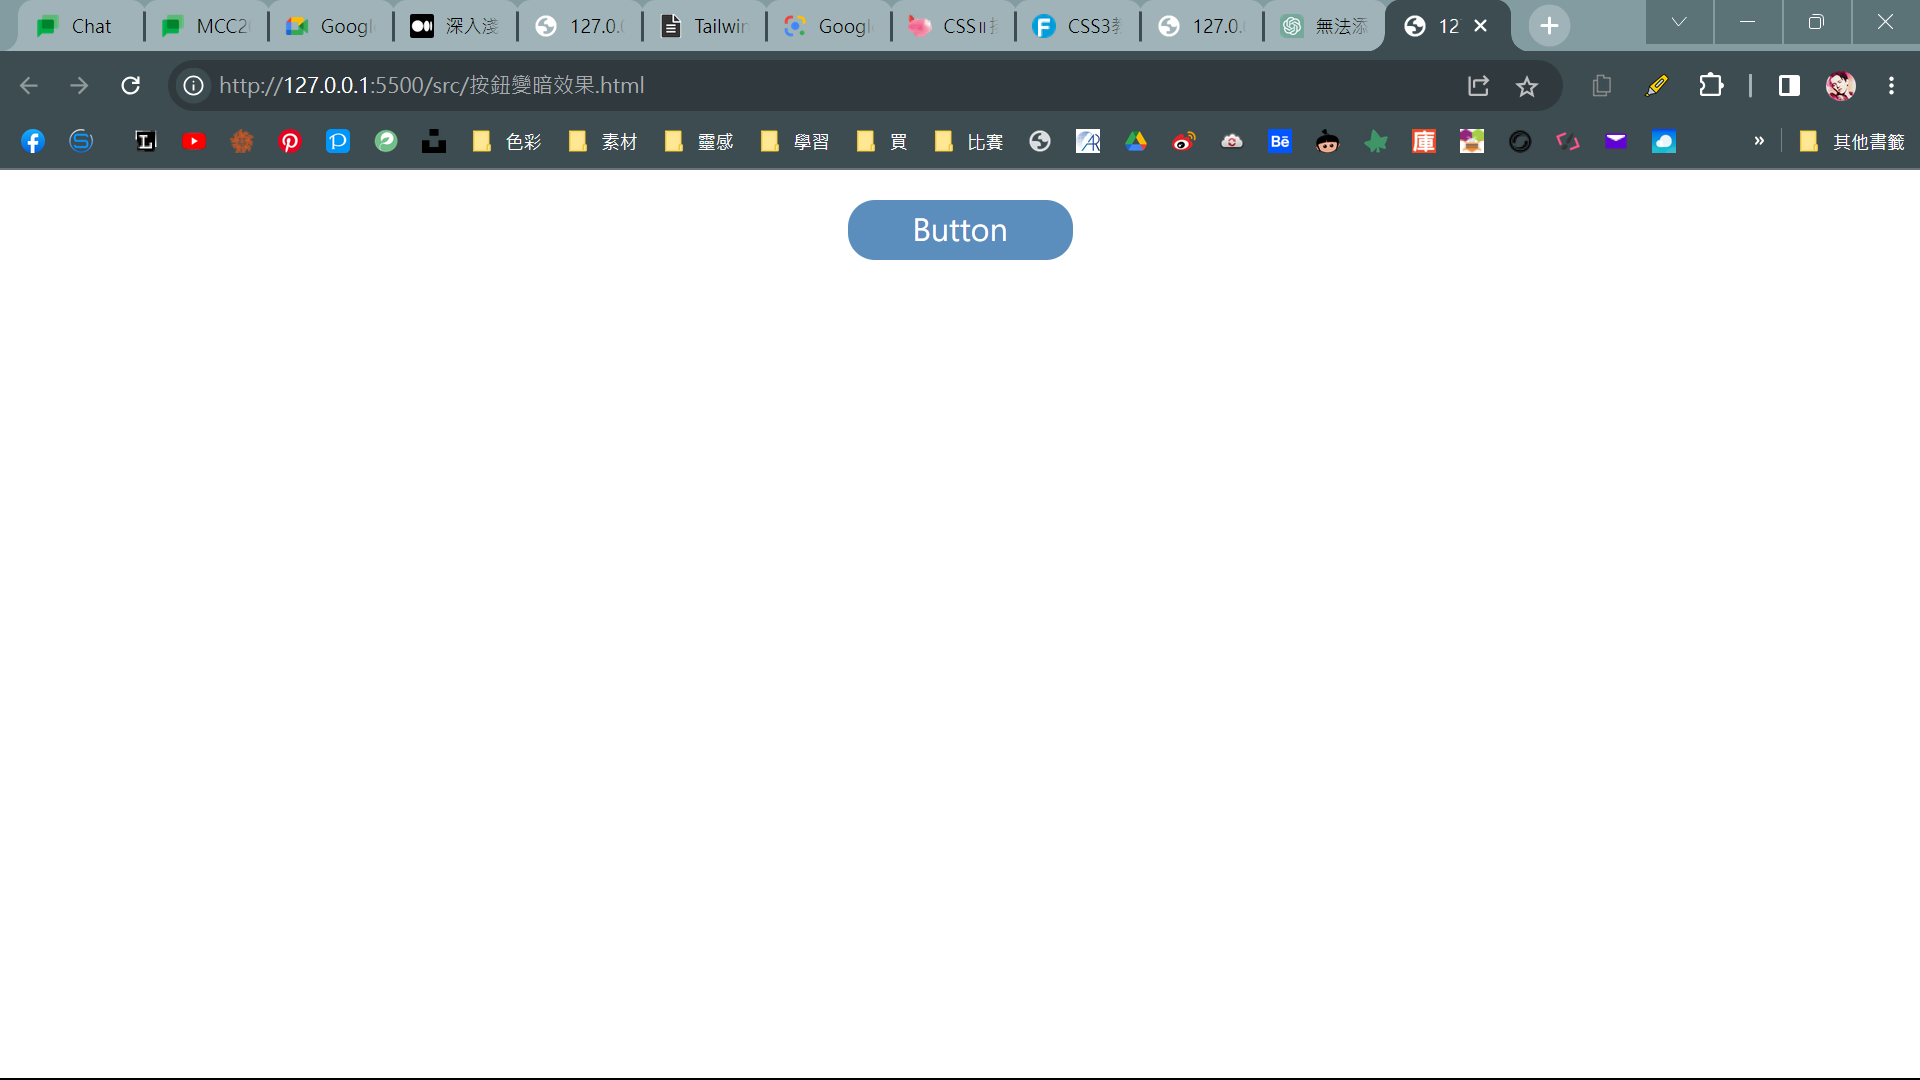 Chat MCC2 Googl 深入淺 127.0. Tailwin Googl CSS II CSS3 127.0. 無法添 12
http://127.0.0.1:5500/src/按鈕變暗效果.html
色彩 素材 靈感 學習 買 比賽 Bē 庫 » 其他書籤
Button